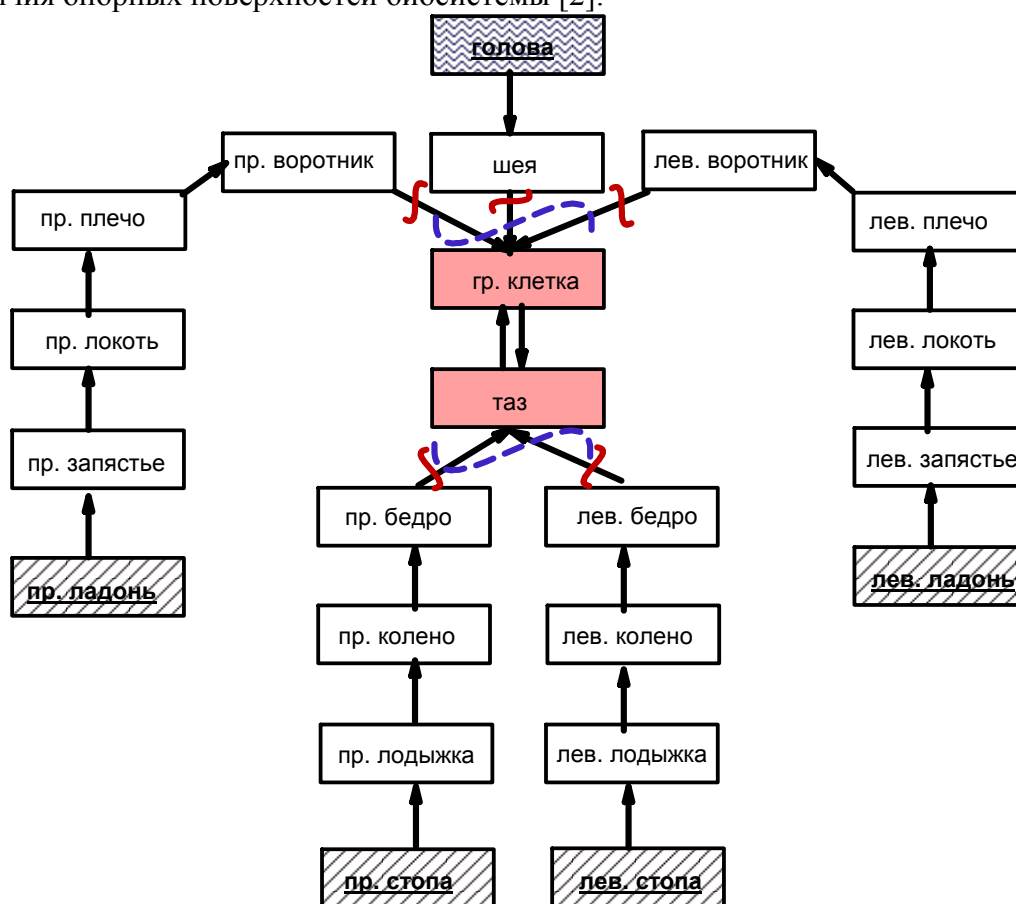 чия опорных поверхностей биосистемы [2].
голова
пр. воротник
шея
лев. воротник
пр. плечо
лев. плечо
гр. клетка
пр. локоть
лев. локоть
таз
пр. запястье
лев. запястье
пр. бедро
лев. бедро
пр. ладонь
лев. ладонь
пр. колено
лев. колено
пр. лодыжка
лев. лодыжка
пр. стопа
лев. стопа